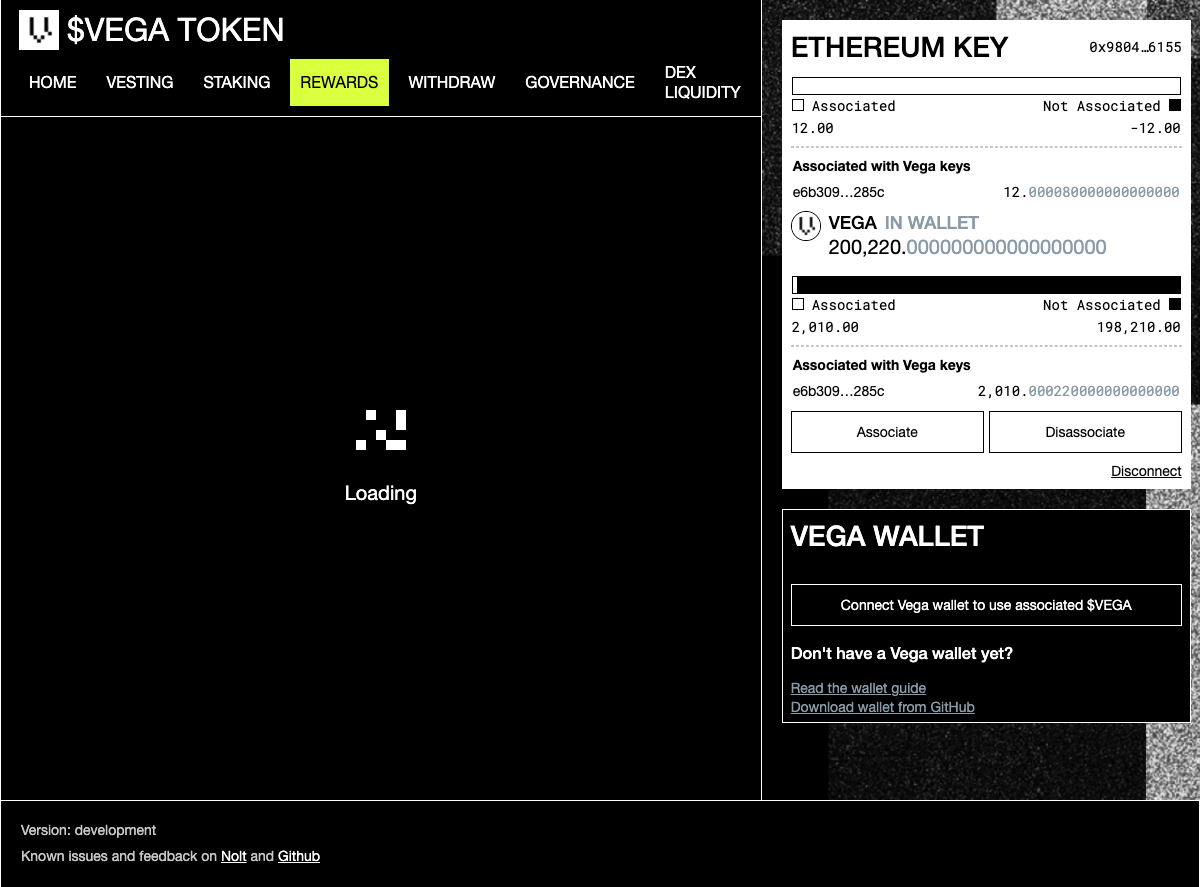 $VEGA TOKEN
HOME VESTING STAKING REWARDS WITHDRAW GOVERNANCE DEX LIQUIDITY
Loading
ETHEREUM KEY 0x9804…6155
Associated Not Associated
12.00 -12.00
Associated with Vega keys
e6b309…285c 12.000080000000000000
VEGA IN WALLET
200,220.000000000000000000
Associated Not Associated
2,010.00 198,210.00
Associated with Vega keys
e6b309…285c 2,010.000220000000000000
Associate Disassociate
Disconnect
VEGA WALLET
Connect Vega wallet to use associated $VEGA
Don't have a Vega wallet yet?
Read the wallet guide
Download wallet from GitHub
Version: development
Known issues and feedback on Nolt and Github